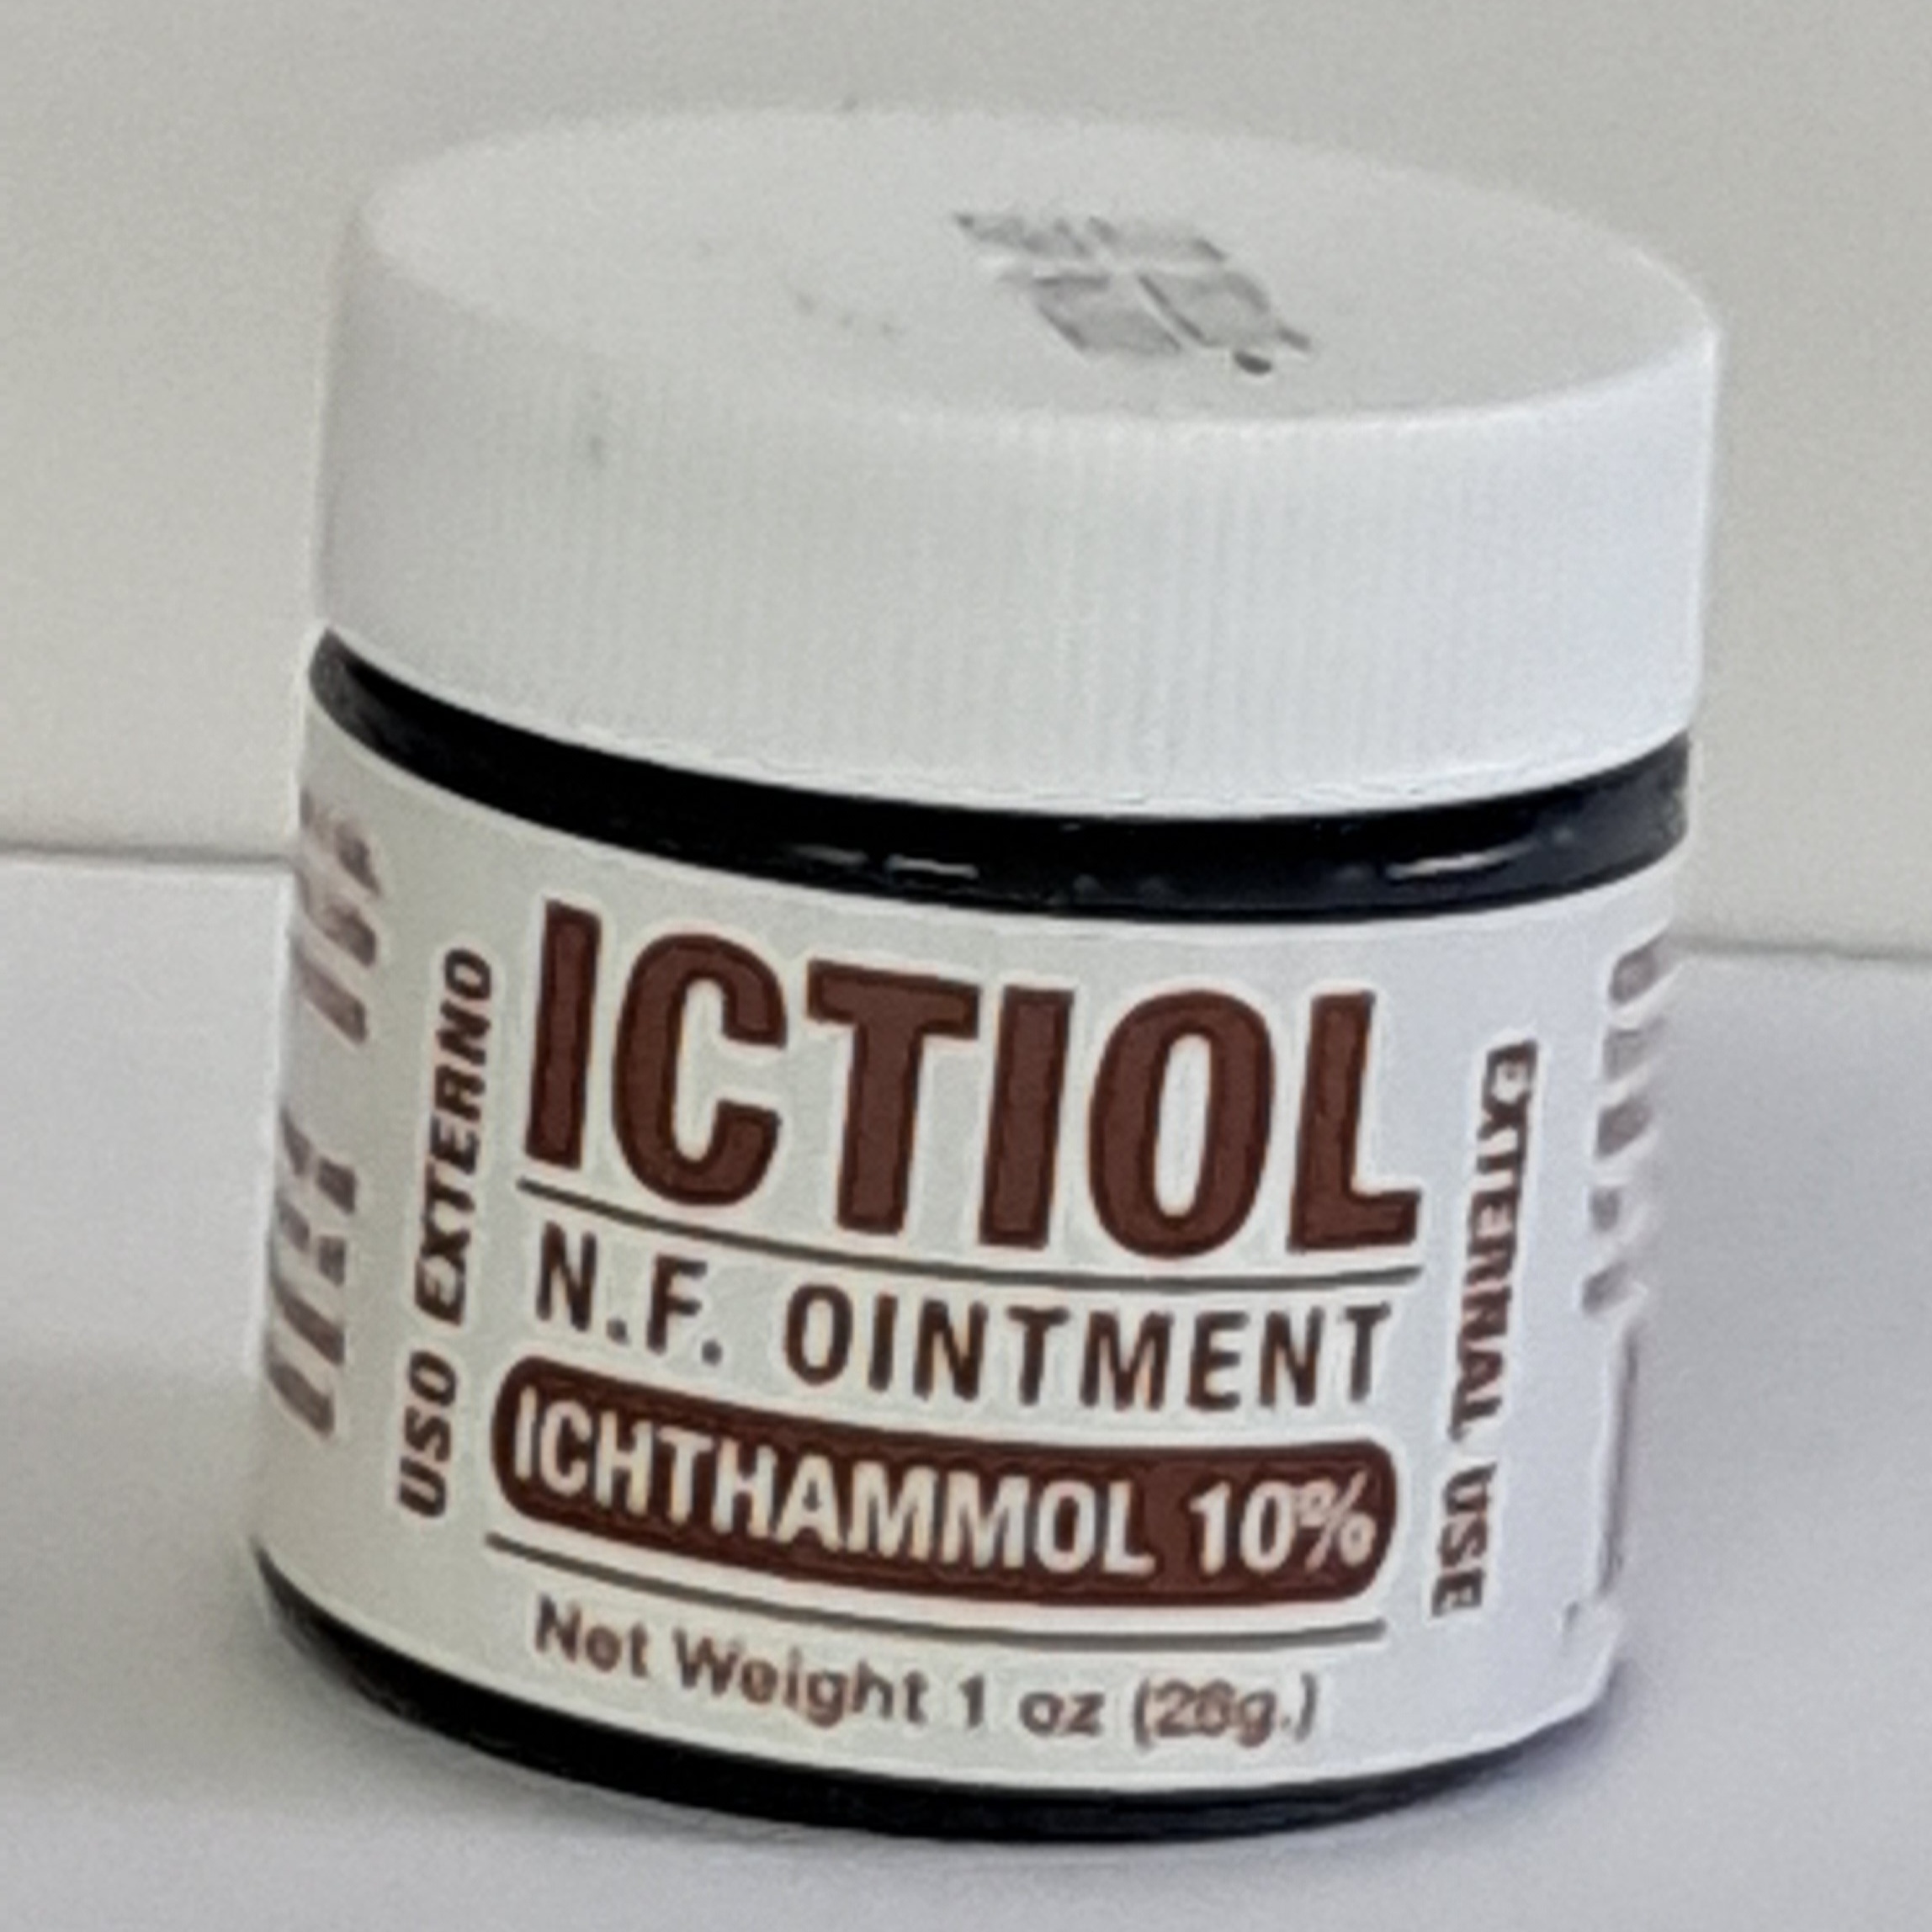 ICTIOL
N.F. OINTMENT
ICHTHAMMOL 10%
Net Weight 1 oz (28g.)
USO EXTERNO
EXTERNAL USE